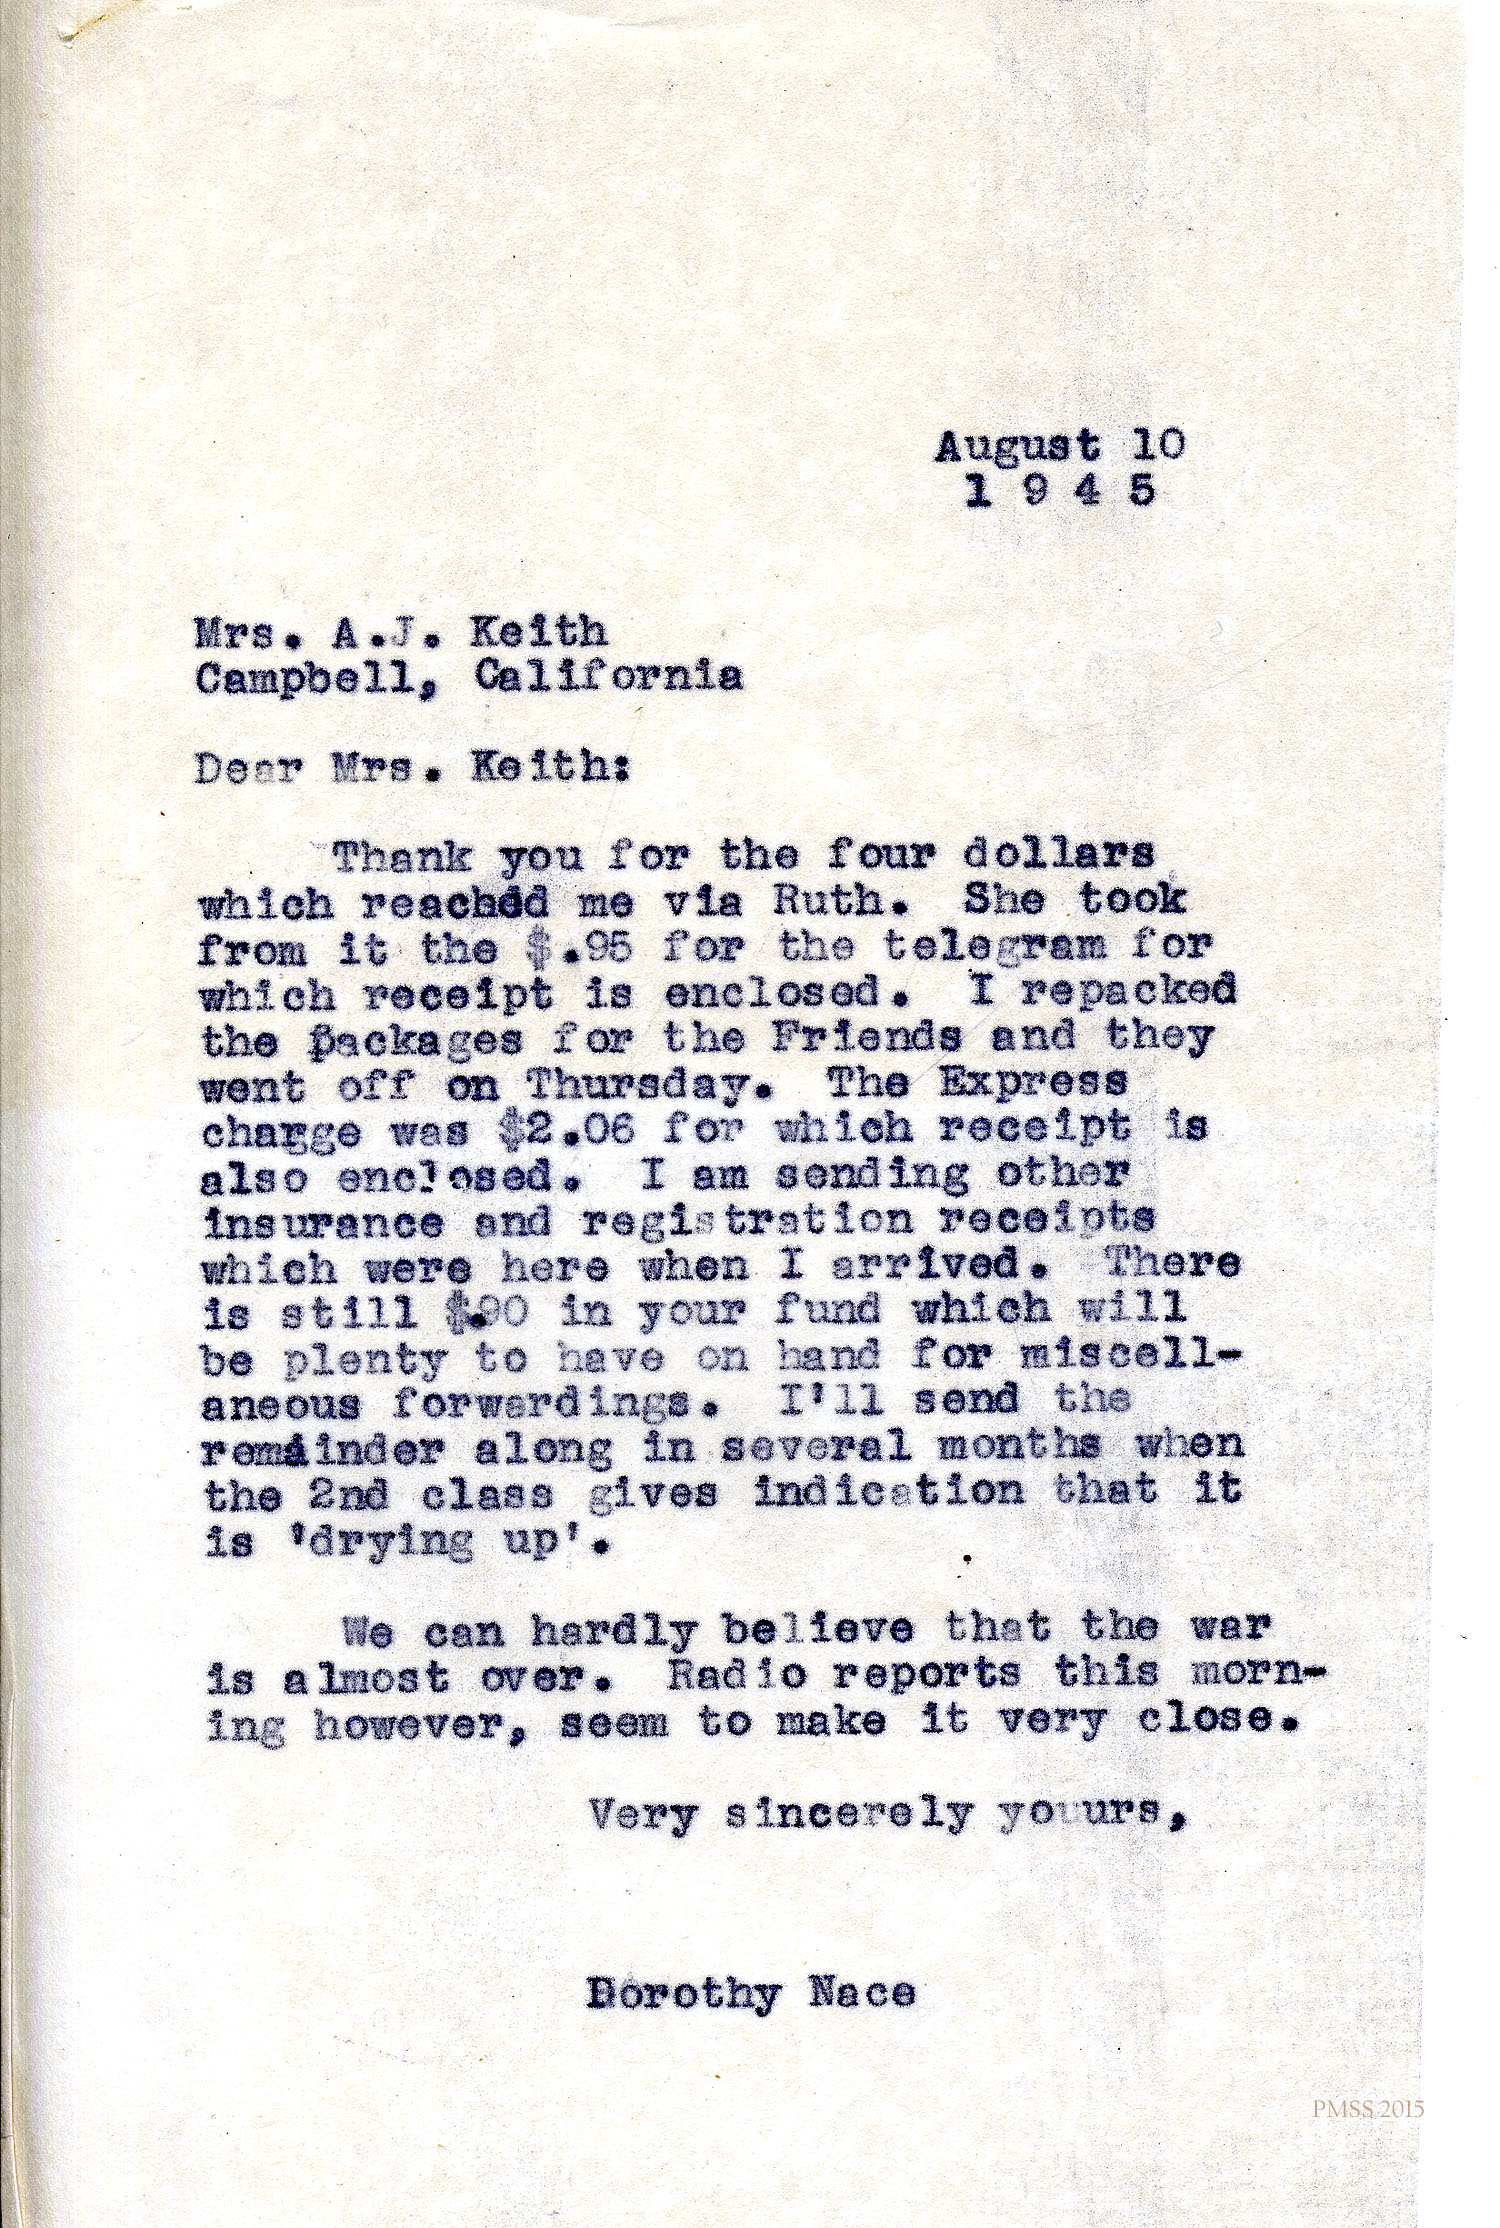 August 10
1 9 4 5
Mrs. A.J. Keith
Campbell, California
Dear Mrs. Keith:
Thank you for the four dollars
which reached me via Ruth. She took
from it the $.95 for the telegram for
which receipt is enclosed. I repacked
the packages for the Friends and they
went off on Thursday. The Express
charge was $2.06 for which receipt is
also enclosed. I am sending other
insurance and registration receipts
which were here when I arrived. There
is still $.90 in your fund which will
be plenty to have on hand for miscell-
aneous forwardings. I'll send the
remainder along in several months when
the 2nd class gives indication that it
is 'drying up'.
We can hardly believe that the war
is almost over. Radio reports this morn-
ing however, seem to make it very close.
Very sincerely youurs,
Dorothy Nace
PMSS 2015